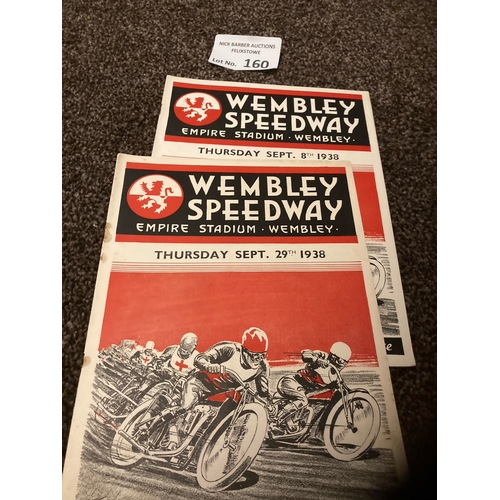 NICK BARBER AUCTIONS
FELIXSTOWE
Lot No. 160
WEMBLEY
SPEEDWAY
EMPIRE STADIUM · WEMBLEY ·
THURSDAY SEPT. 8TH 1938
WEMBLEY
SPEEDWAY
EMPIRE STADIUM · WEMBLEY ·
THURSDAY SEPT. 29TH 1938